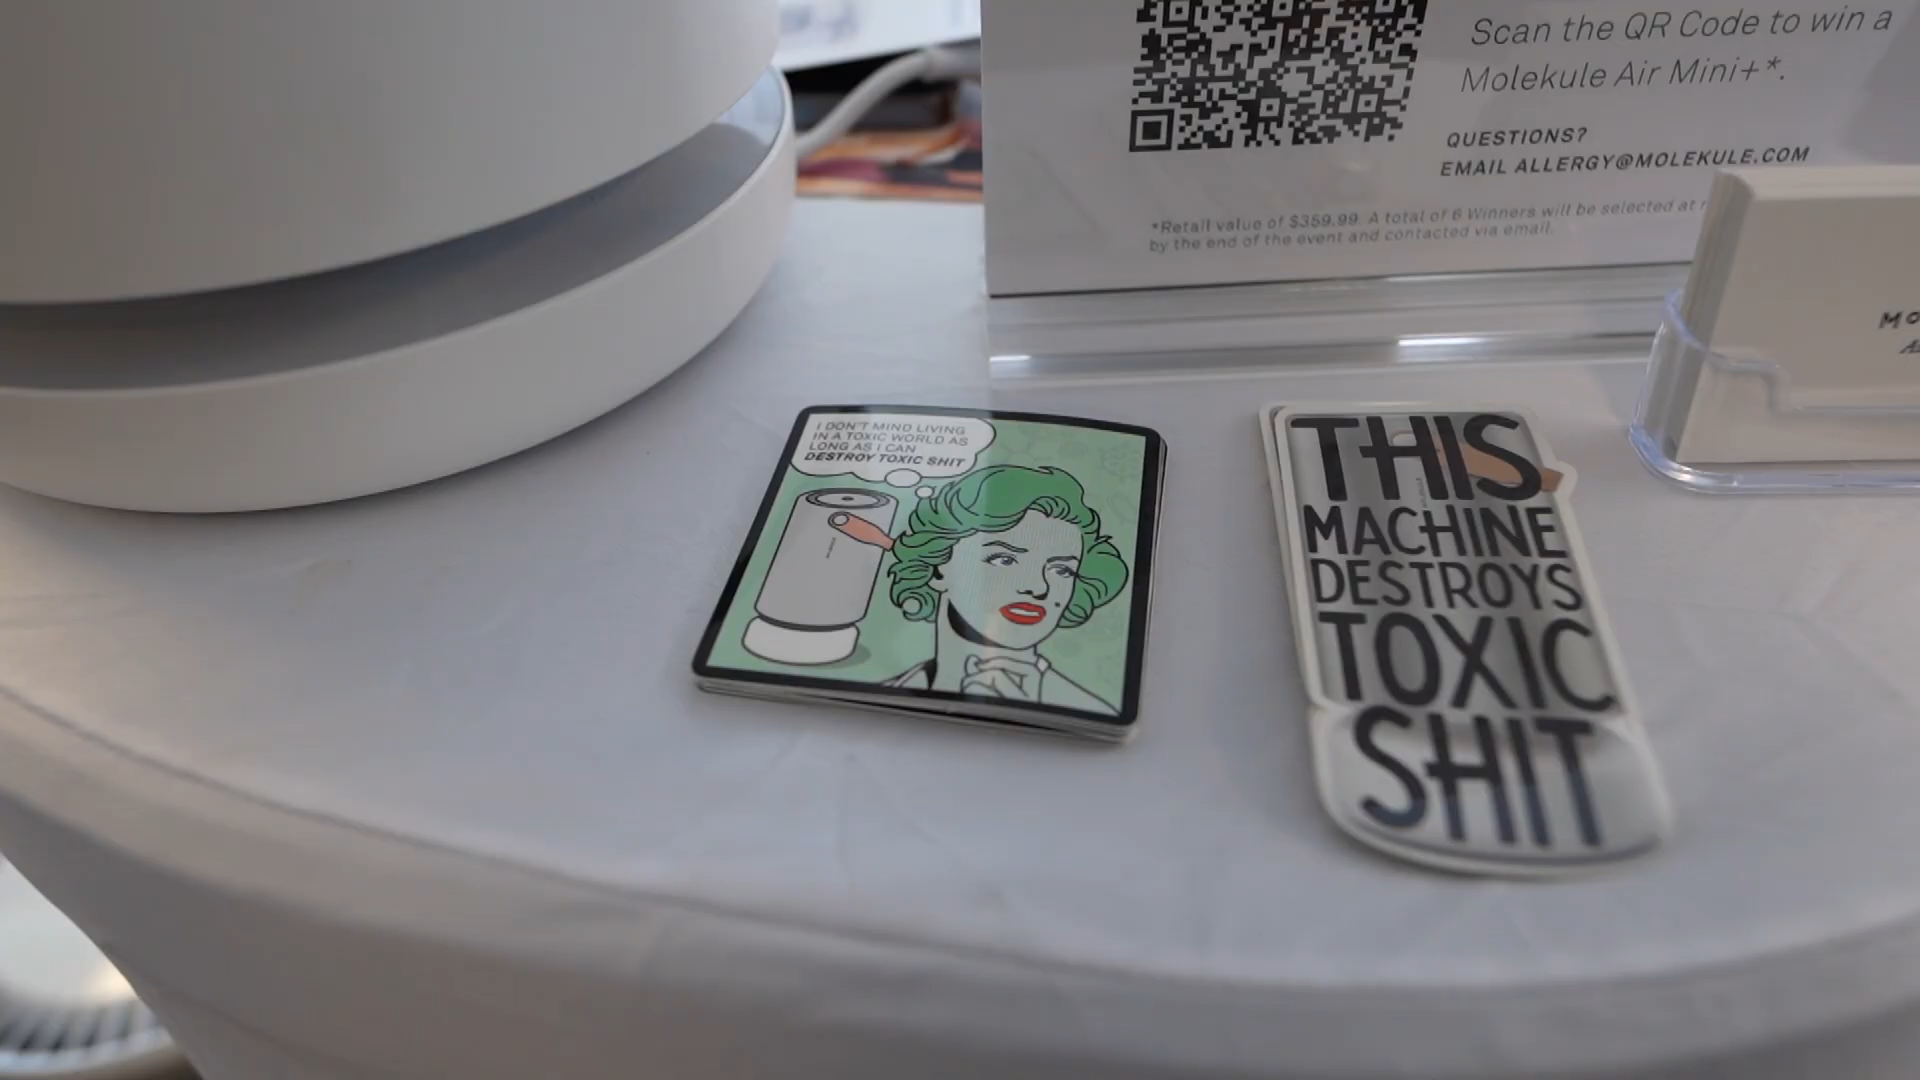 Scan the QR Code to win a
Molekule Air Mini+*.
QUESTIONS?
EMAIL ALLERGY@MOLEKULE.COM
*Retail value of $359.99. A total of 6 Winners will be selected at
by the end of the event and contacted via email.
I DON'T MIND LIVING
IN A TOXIC WORLD AS
LONG AS I CAN
DESTROY TOXIC SHIT
THIS
MACHINE
DESTROYS
TOXIC
SHIT